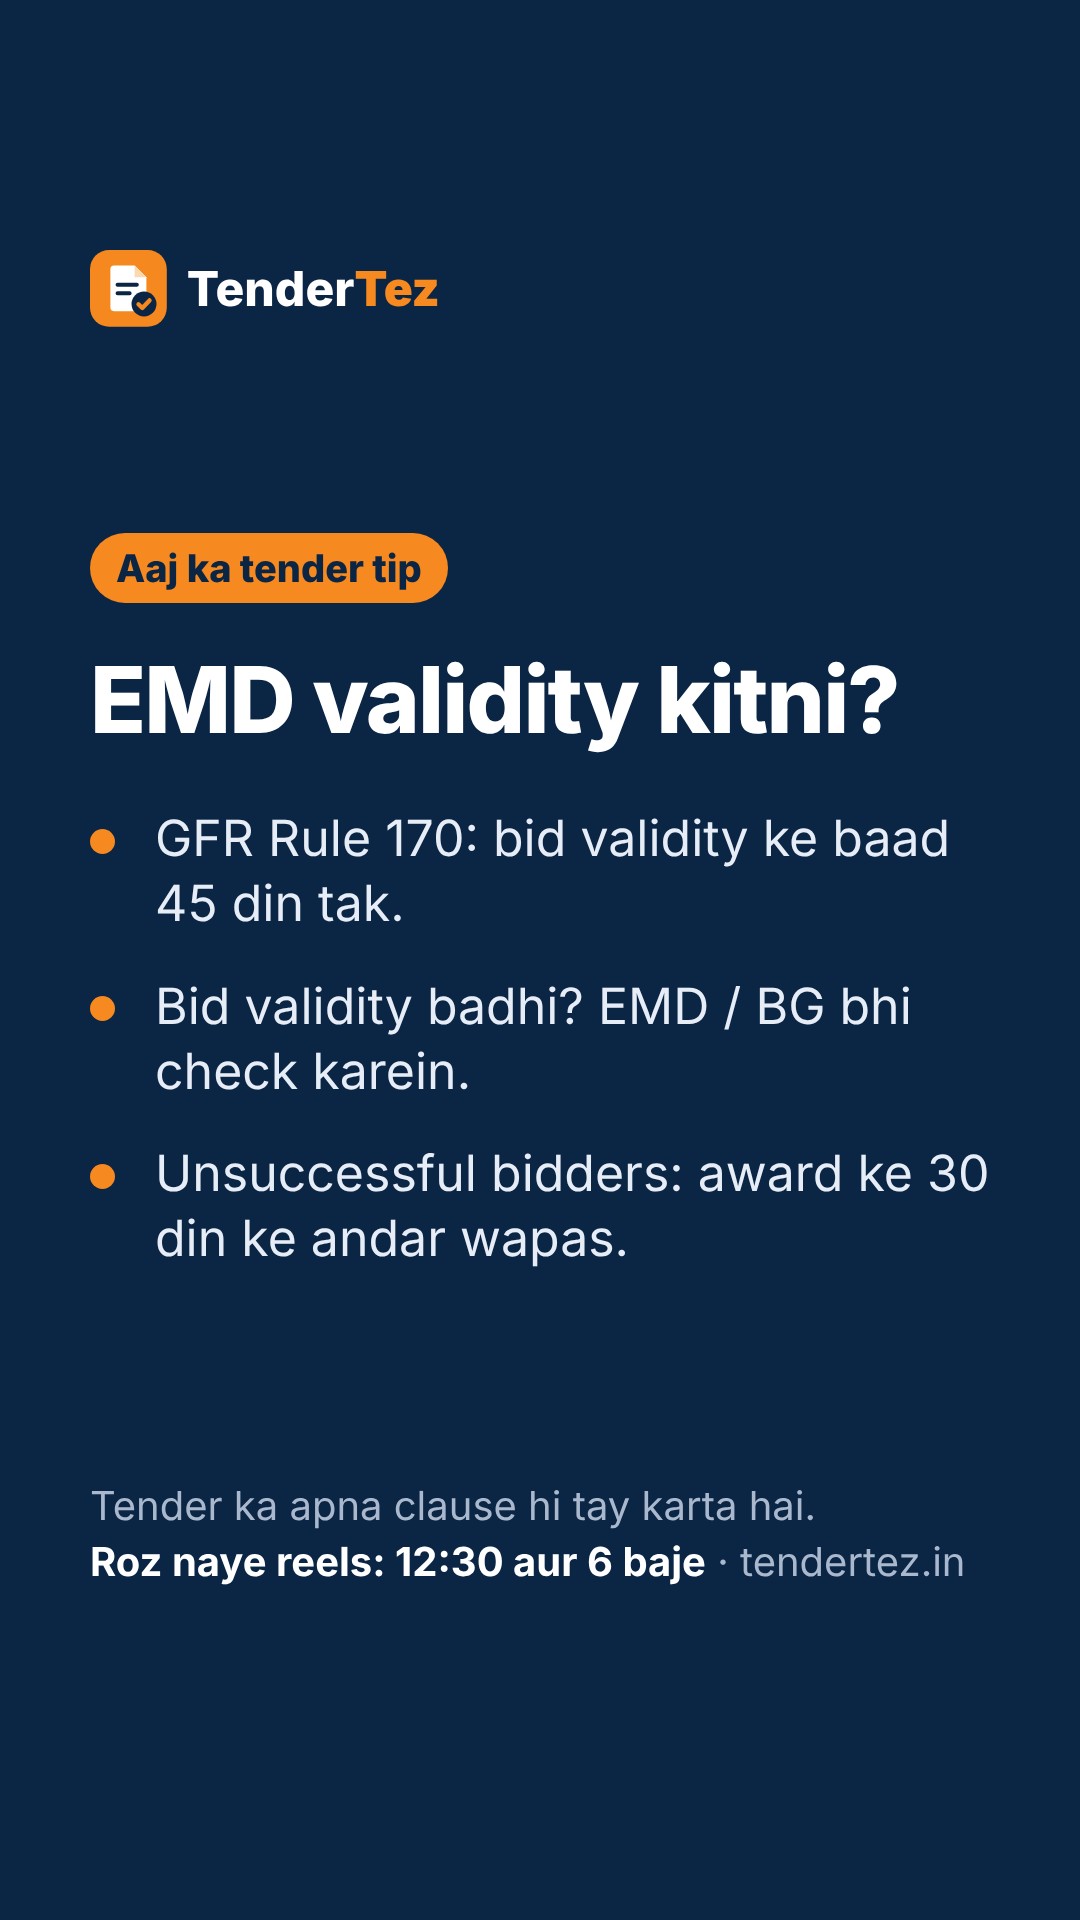 TenderTez
Aaj ka tender tip
EMD validity kitni?
GFR Rule 170: bid validity ke baad
45 din tak.
Bid validity badhi? EMD / BG bhi
check karein.
Unsuccessful bidders: award ke 30
din ke andar wapas.
Tender ka apna clause hi tay karta hai.
Roz naye reels: 12:30 aur 6 baje · tendertez.in